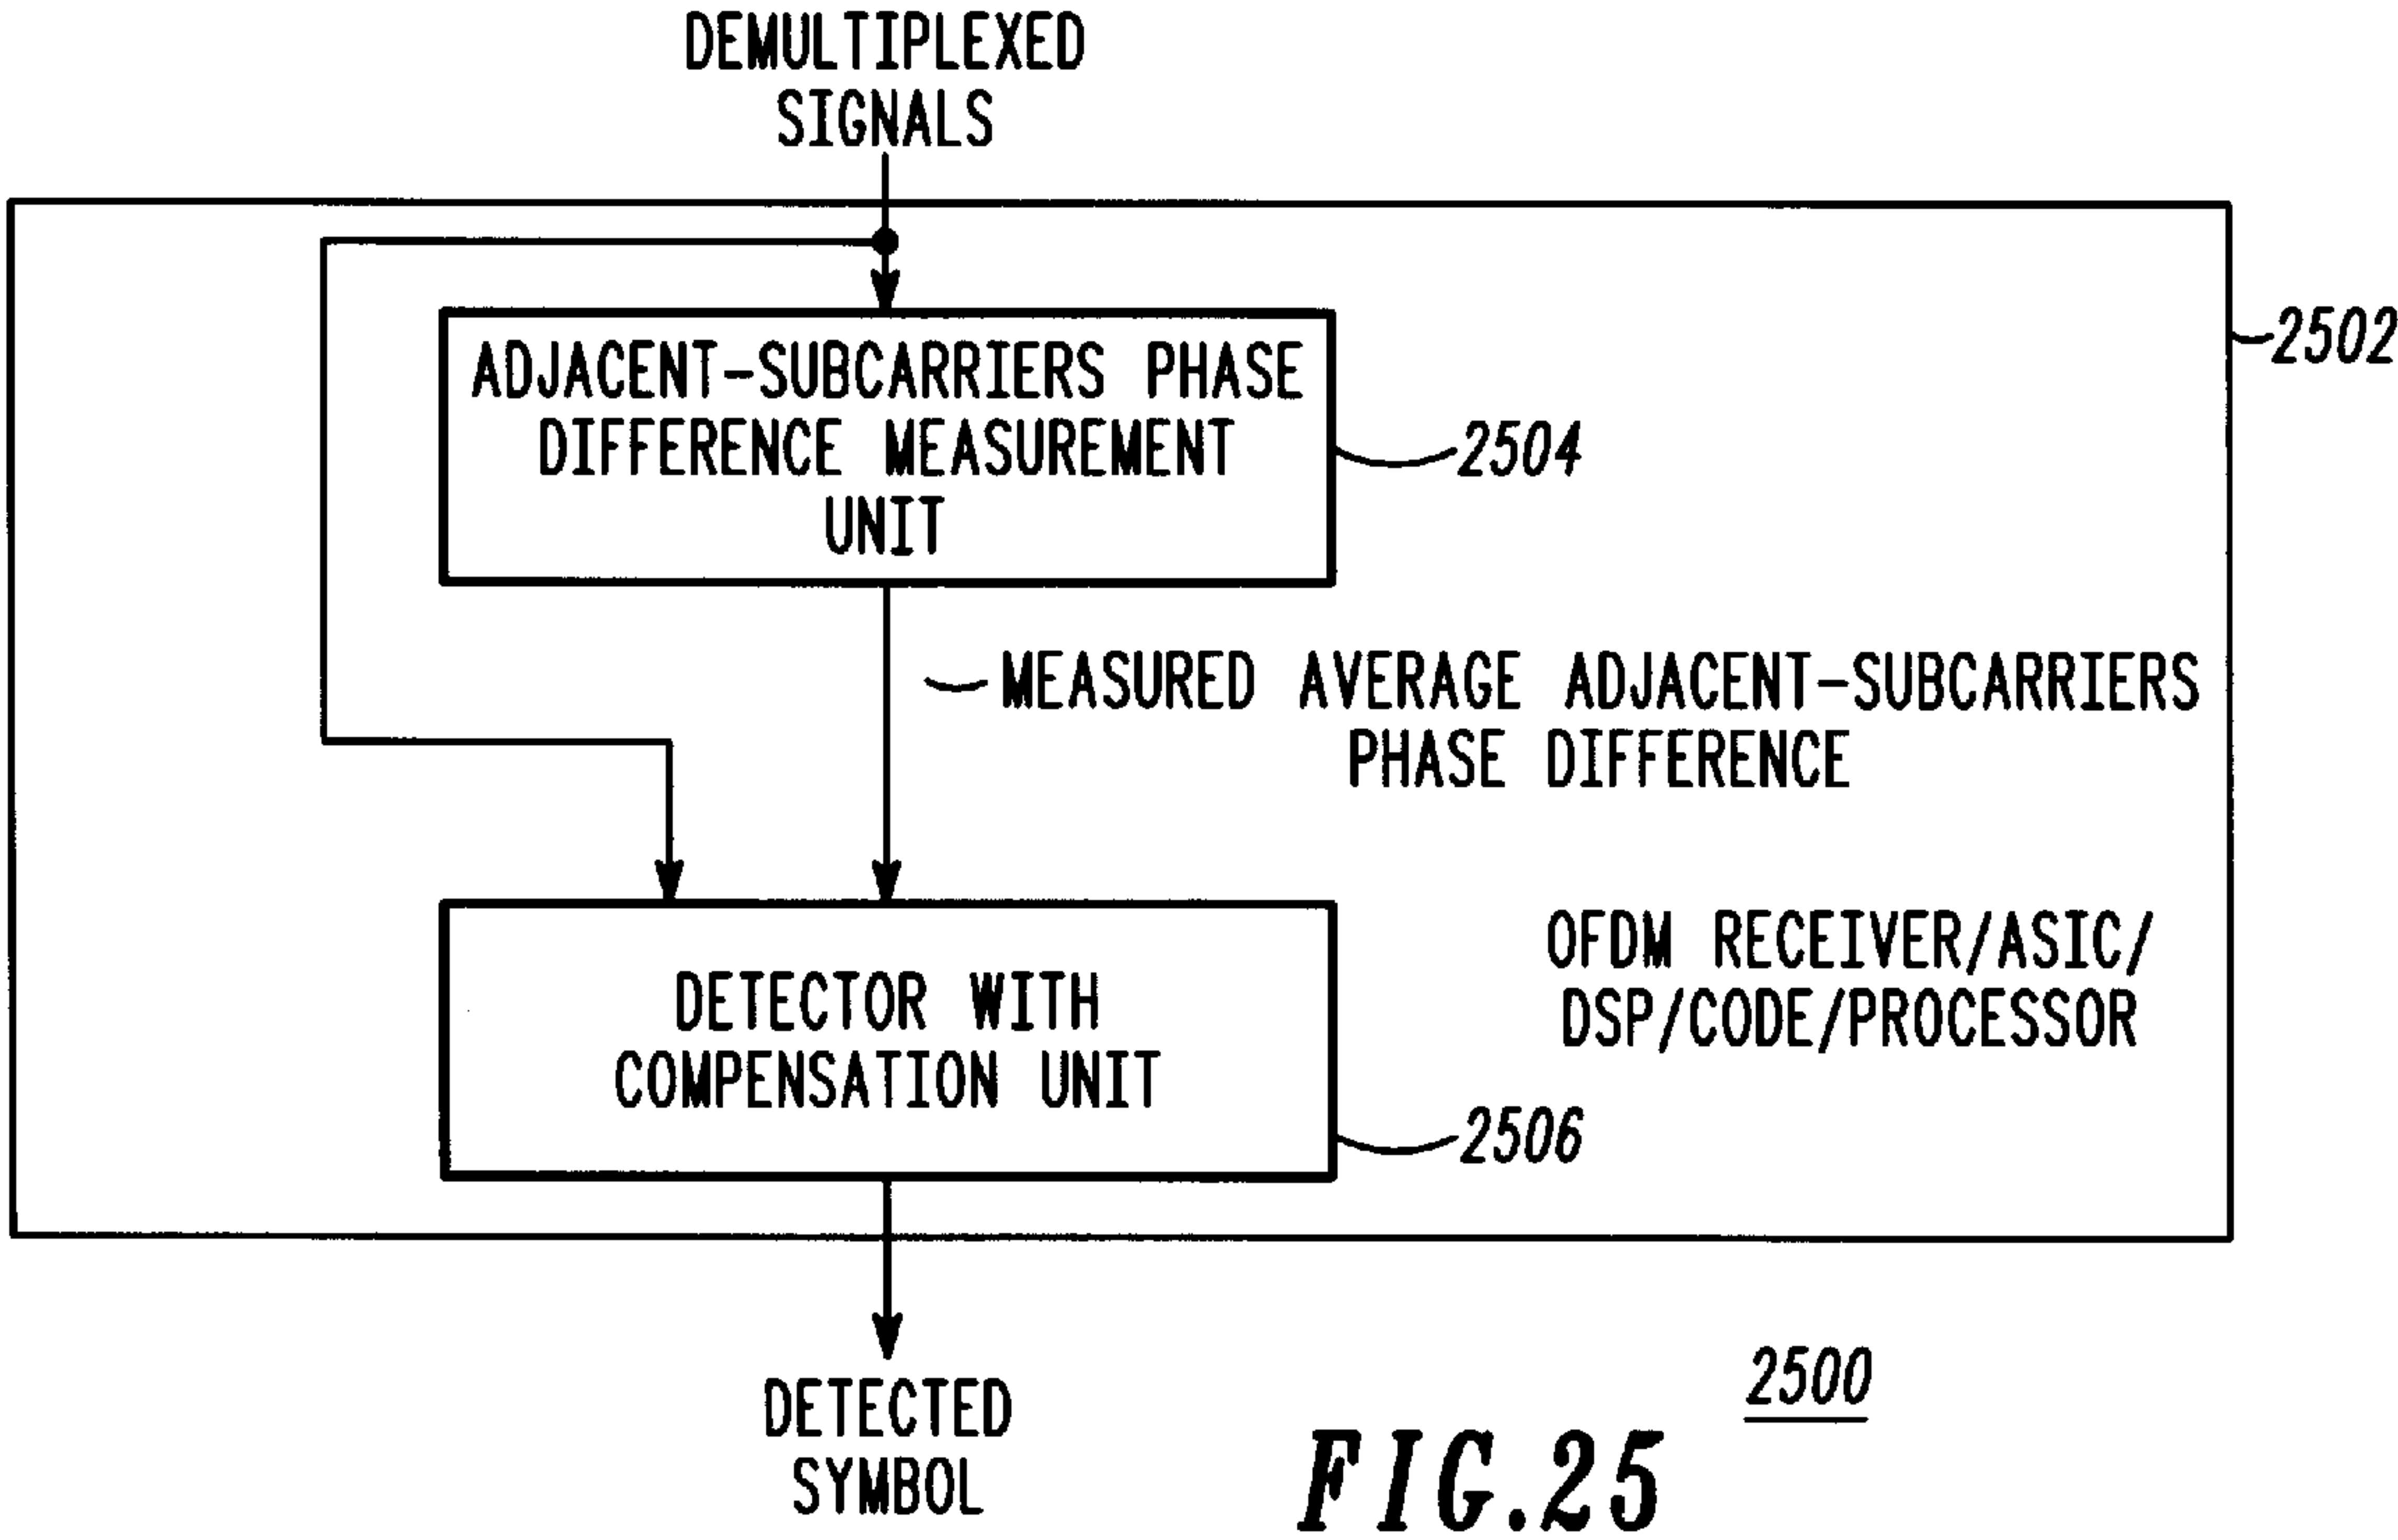 DEMULTIPLEXED
SIGNALS
2502
ADJACENT-SUBCARRIERS PHASE
DIFFERENCE MEASUREMENT
UNIT
2504
MEASURED AVERAGE ADJACENT-SUBCARRIERS
PHASE DIFFERENCE
OFDM RECEIVER/ASIC/
DSP/CODE/PROCESSOR
DETECTOR WITH
COMPENSATION UNIT
2506
DETECTED
SYMBOL
2500
FIG.25